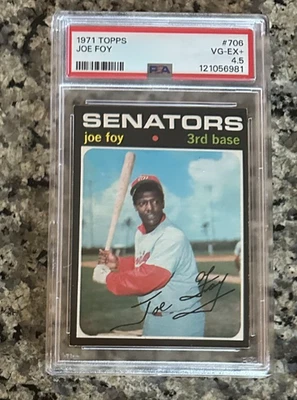 1971 TOPPS #706
JOE FOY VG-EX+
4.5
PSA 121056981
SENATORS
joe foy • 3rd base
Joe Foy